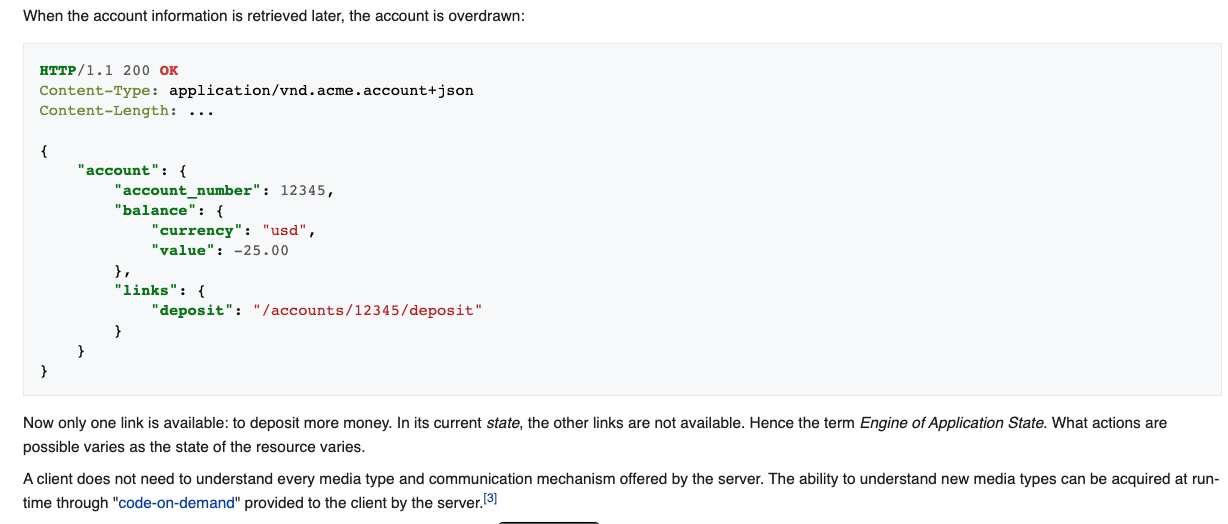 When the account information is retrieved later, the account is overdrawn:
HTTP/1.1 200 OK
Content-Type: application/vnd.acme.account+json
Content-Length: ...
{
"account": {
"account_number": 12345,
"balance": {
"currency": "usd",
"value": -25.00
},
"links": {
"deposit": "/accounts/12345/deposit"
}
}
}
Now only one link is available: to deposit more money. In its current state, the other links are not available. Hence the term Engine of Application State. What actions are
possible varies as the state of the resource varies.
A client does not need to understand every media type and communication mechanism offered by the server. The ability to understand new media types can be acquired at run-
time through "code-on-demand" provided to the client by the server.[3]